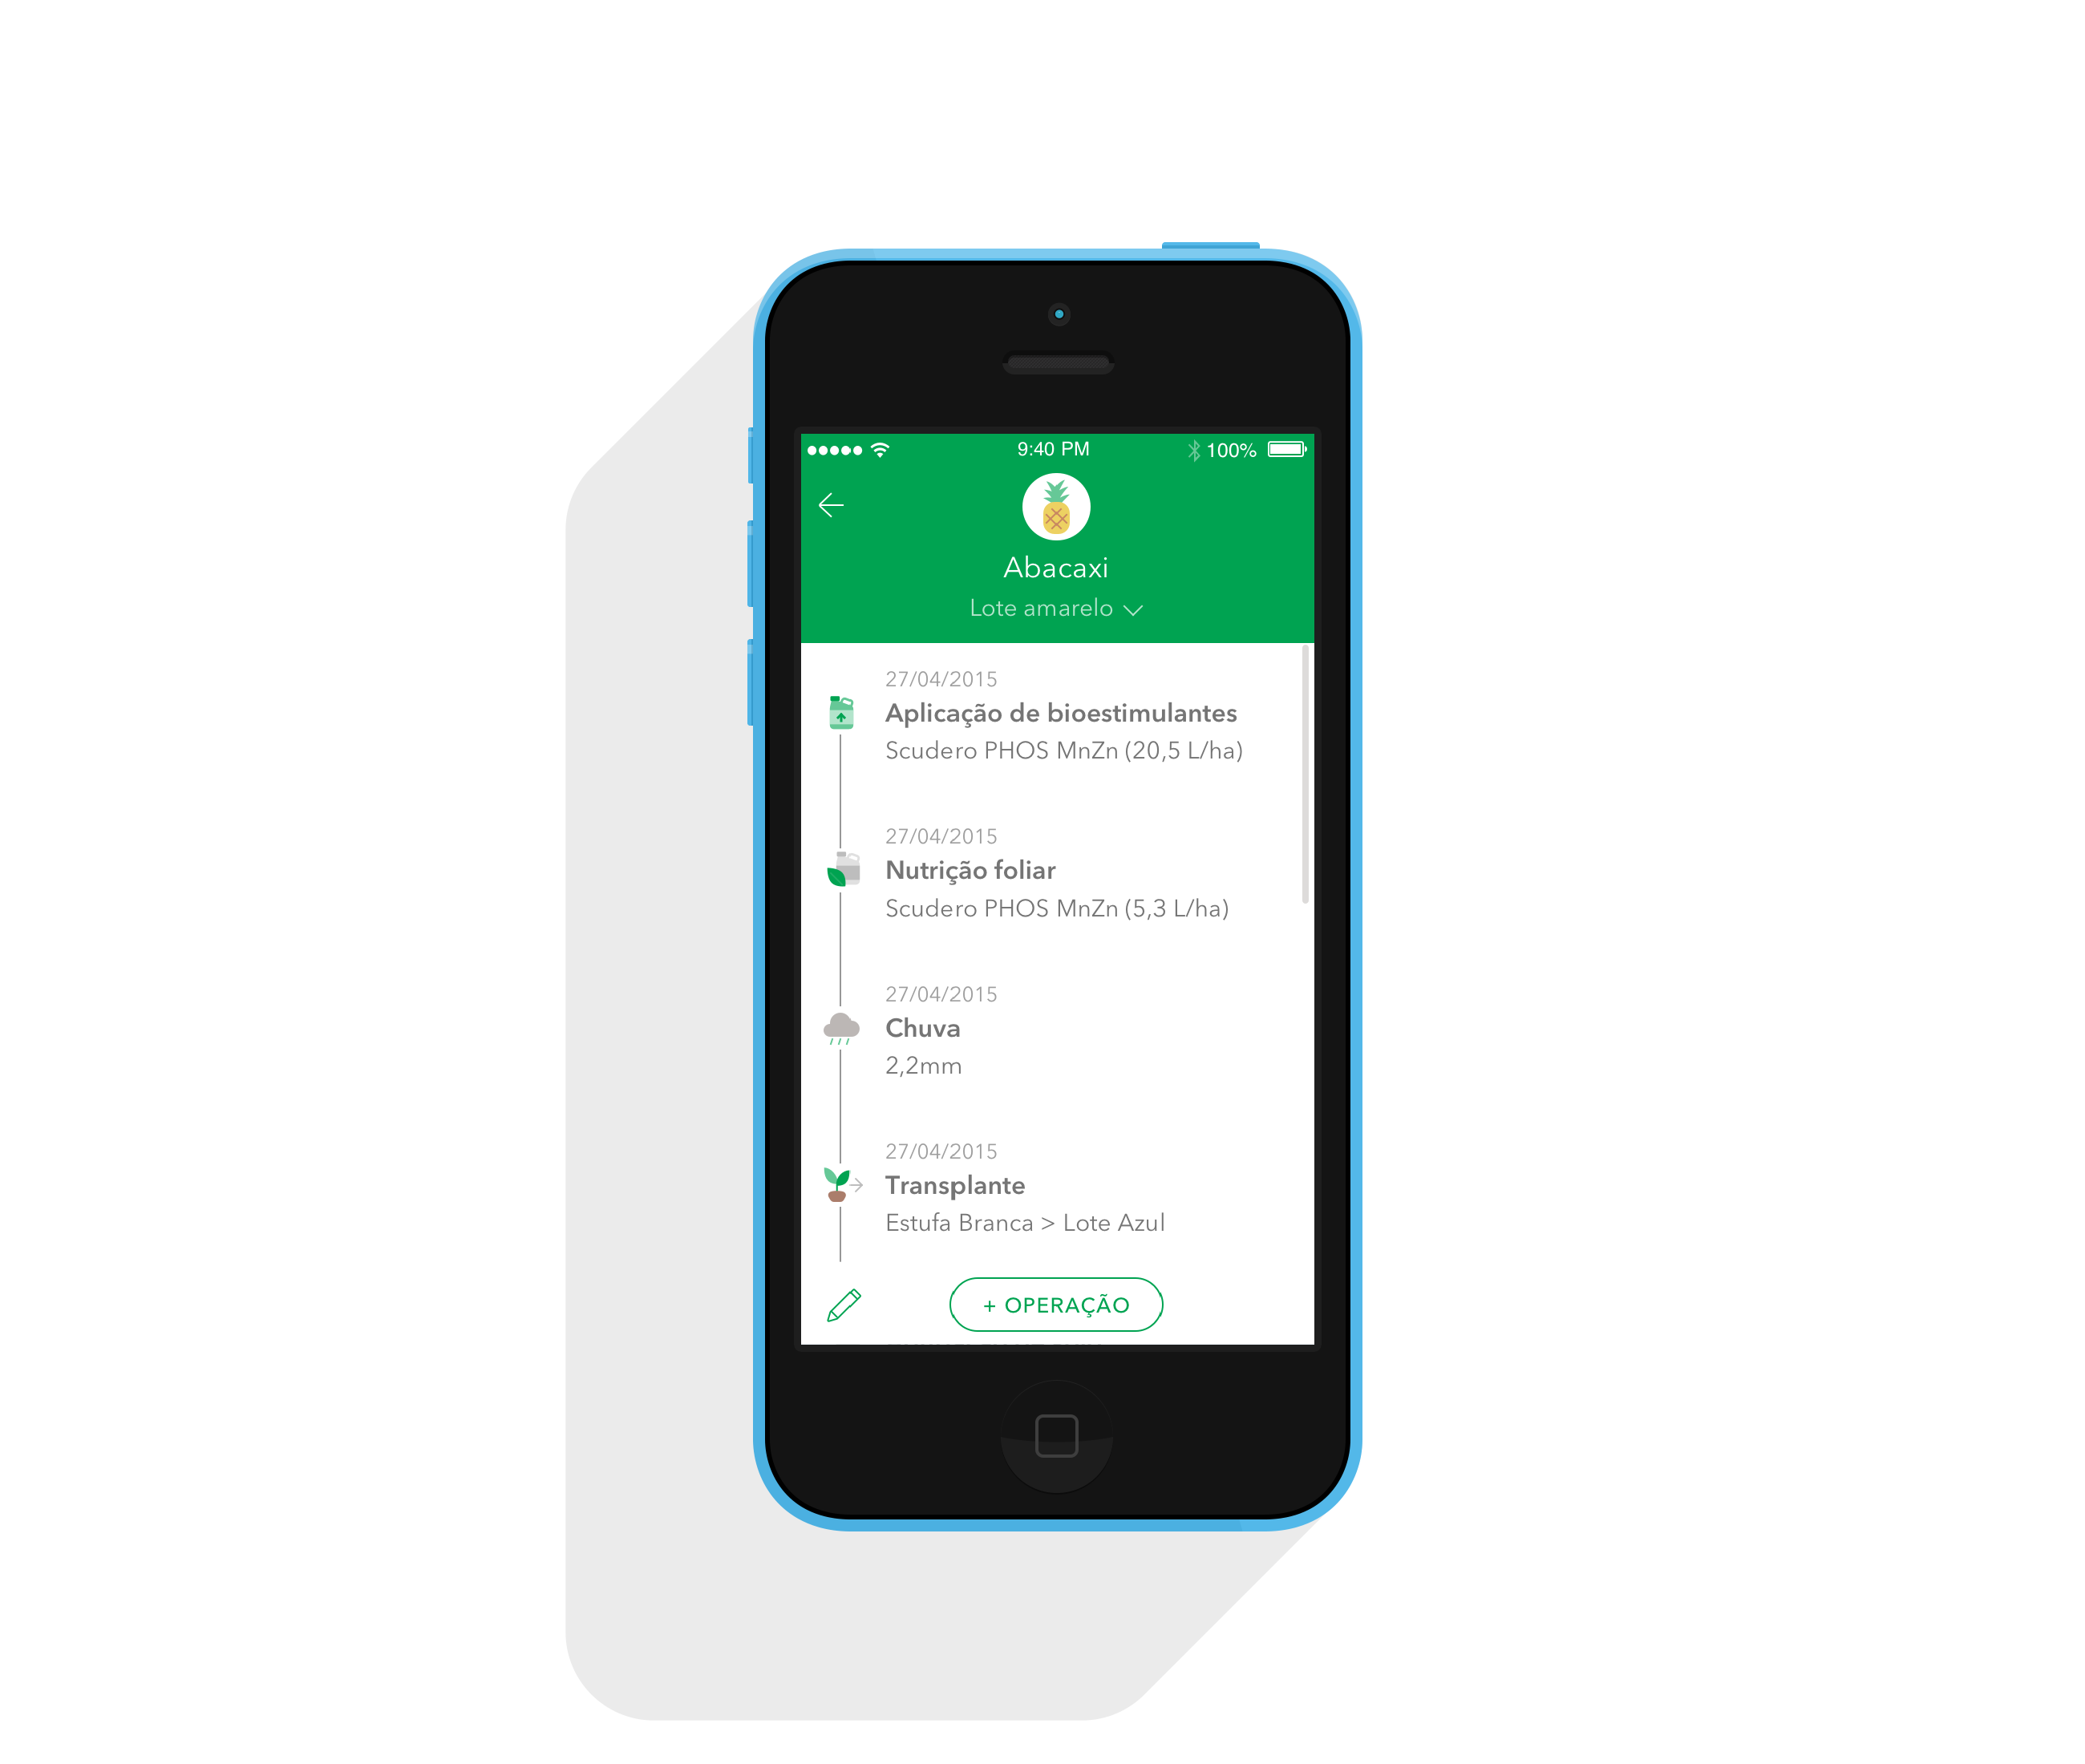 9:40 PM
100%
Abacaxi
Lote amarelo
27/04/2015
Aplicação de bioestimulantes
Scudero PHOS MnZn (20,5 L/ha)
27/04/2015
Nutrição foliar
Scudero PHOS MnZn (5,3 L/ha)
27/04/2015
Chuva
2,2mm
27/04/2015
Transplante
Estufa Branca > Lote Azul
+ OPERAÇÃO